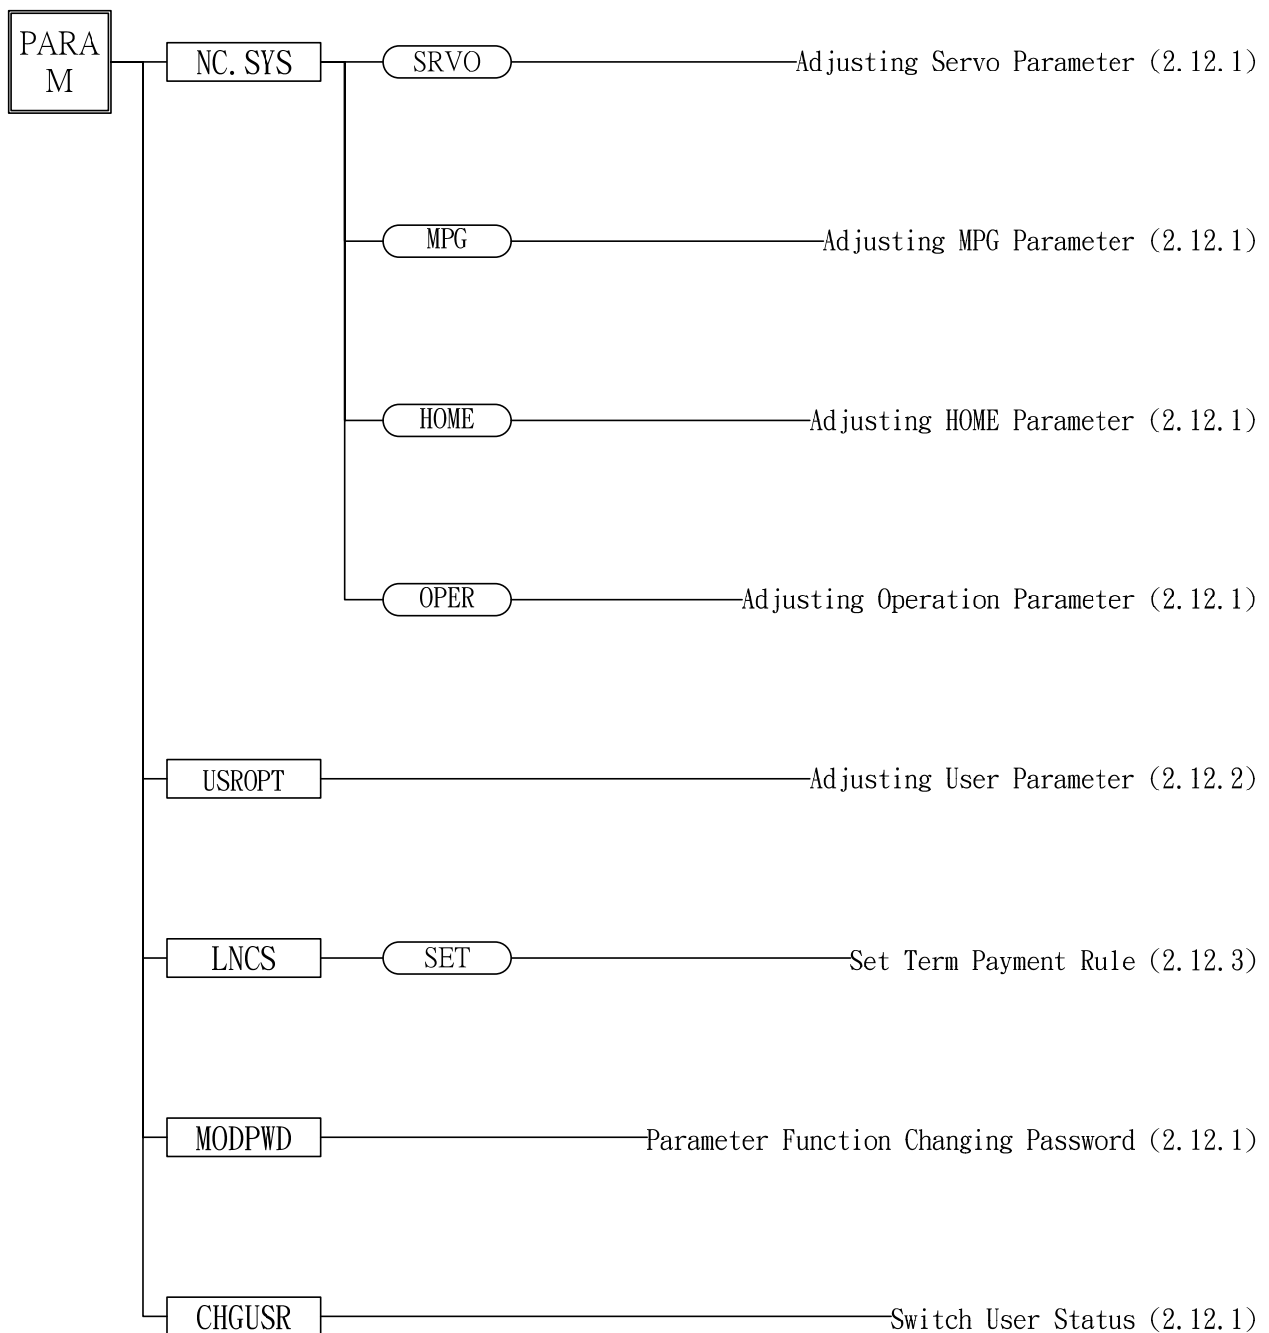 PARA
M
NC.SYS
SRVO
Adjusting Servo Parameter (2.12.1)
MPG
Adjusting MPG Parameter (2.12.1)
HOME
Adjusting HOME Parameter (2.12.1)
OPER
Adjusting Operation Parameter (2.12.1)
USROPT
Adjusting User Parameter (2.12.2)
LNCS
SET
Set Term Payment Rule (2.12.3)
MODPWD
Parameter Function Changing Password (2.12.1)
CHGUSR
Switch User Status (2.12.1)